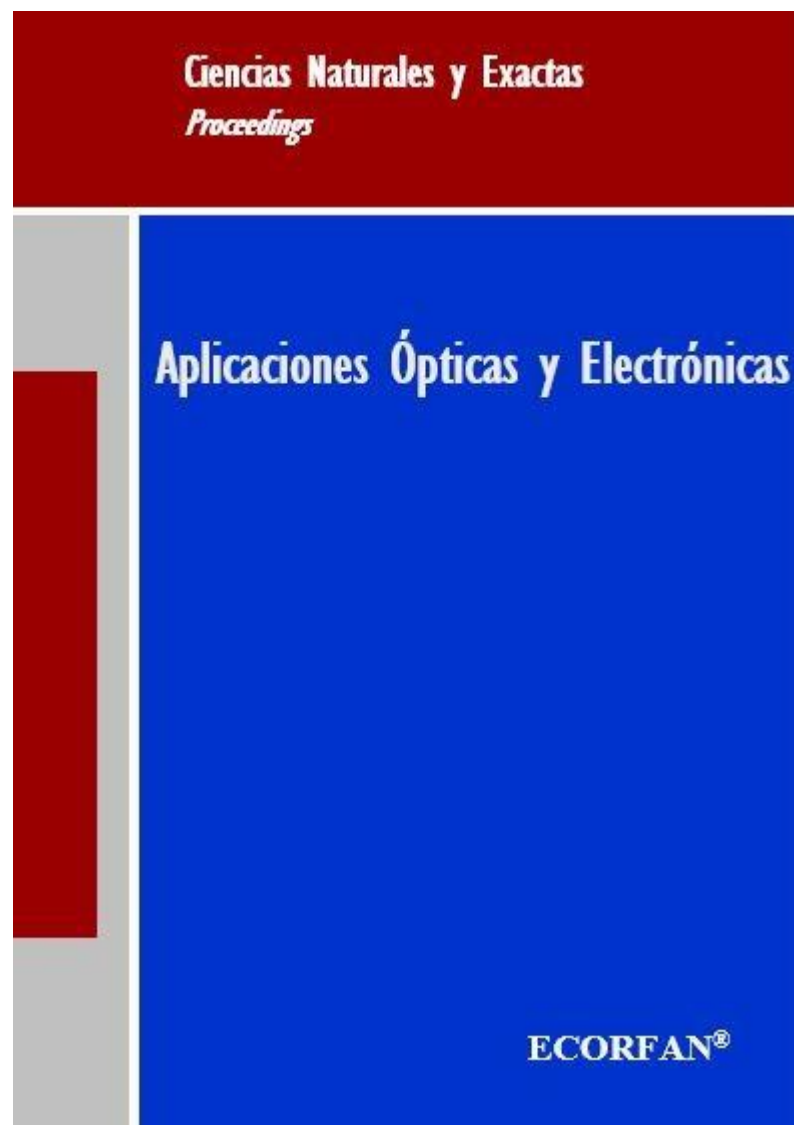 Ciencias Naturales y Exactas
Proceedings
Aplicaciones Ópticas y Electrónicas
ECORFAN®